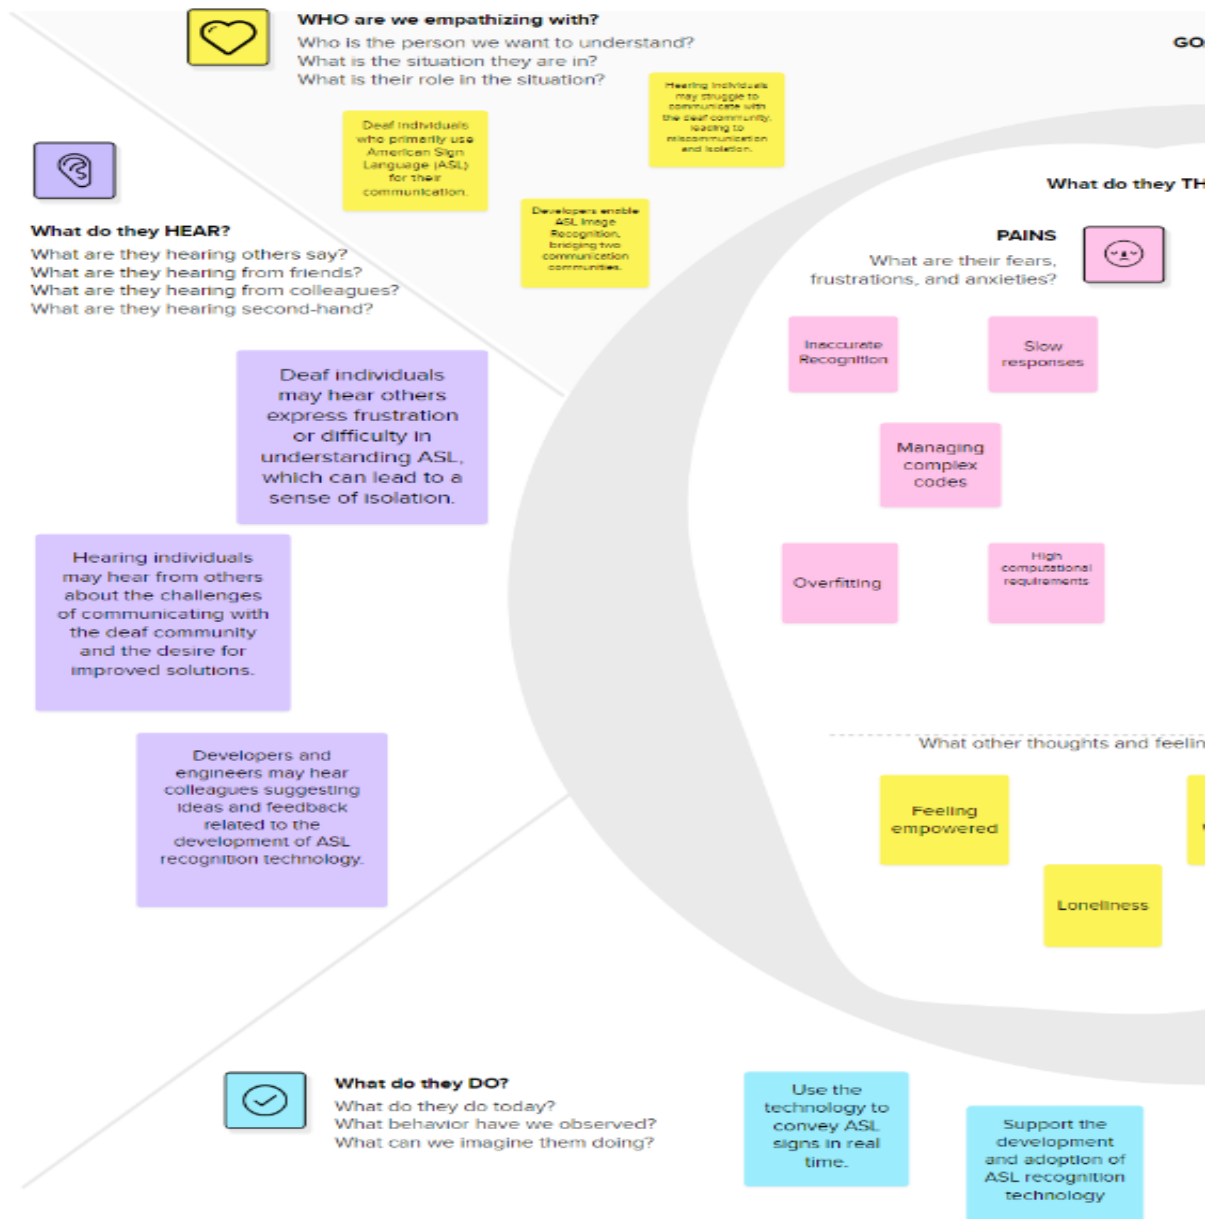 WHO are we empathizing with?
Who is the person we want to understand?
What is the situation they are in?
What is their role in the situation?
GO
Deaf individuals
who primarily use
American Sign
Language (ASL)
for their
communication.
Hearing individuals
may struggle to
communicate with
the deaf community,
leading to
miscommunication
and isolation.
Developers enable
ASL Image
Recognition,
bridging two
communication
communities.
What do they HEAR?
What are they hearing others say?
What are they hearing from friends?
What are they hearing from colleagues?
What are they hearing second-hand?
Deaf individuals
may hear others
express frustration
or difficulty in
understanding ASL,
which can lead to a
sense of isolation.
Hearing individuals
may hear from others
about the challenges
of communicating with
the deaf community
and the desire for
improved solutions.
Developers and
engineers may hear
colleagues suggesting
ideas and feedback
related to the
development of ASL
recognition technology.
What do they TH
PAINS
What are their fears,
frustrations, and anxieties?
Inaccurate
Recognition
Slow
responses
Managing
complex
codes
Overfitting
High
computational
requirements
What other thoughts and feelin
Feeling
empowered
Loneliness
What do they DO?
What do they do today?
What behavior have we observed?
What can we imagine them doing?
Use the
technology to
convey ASL
signs in real
time.
Support the
development
and adoption of
ASL recognition
technology